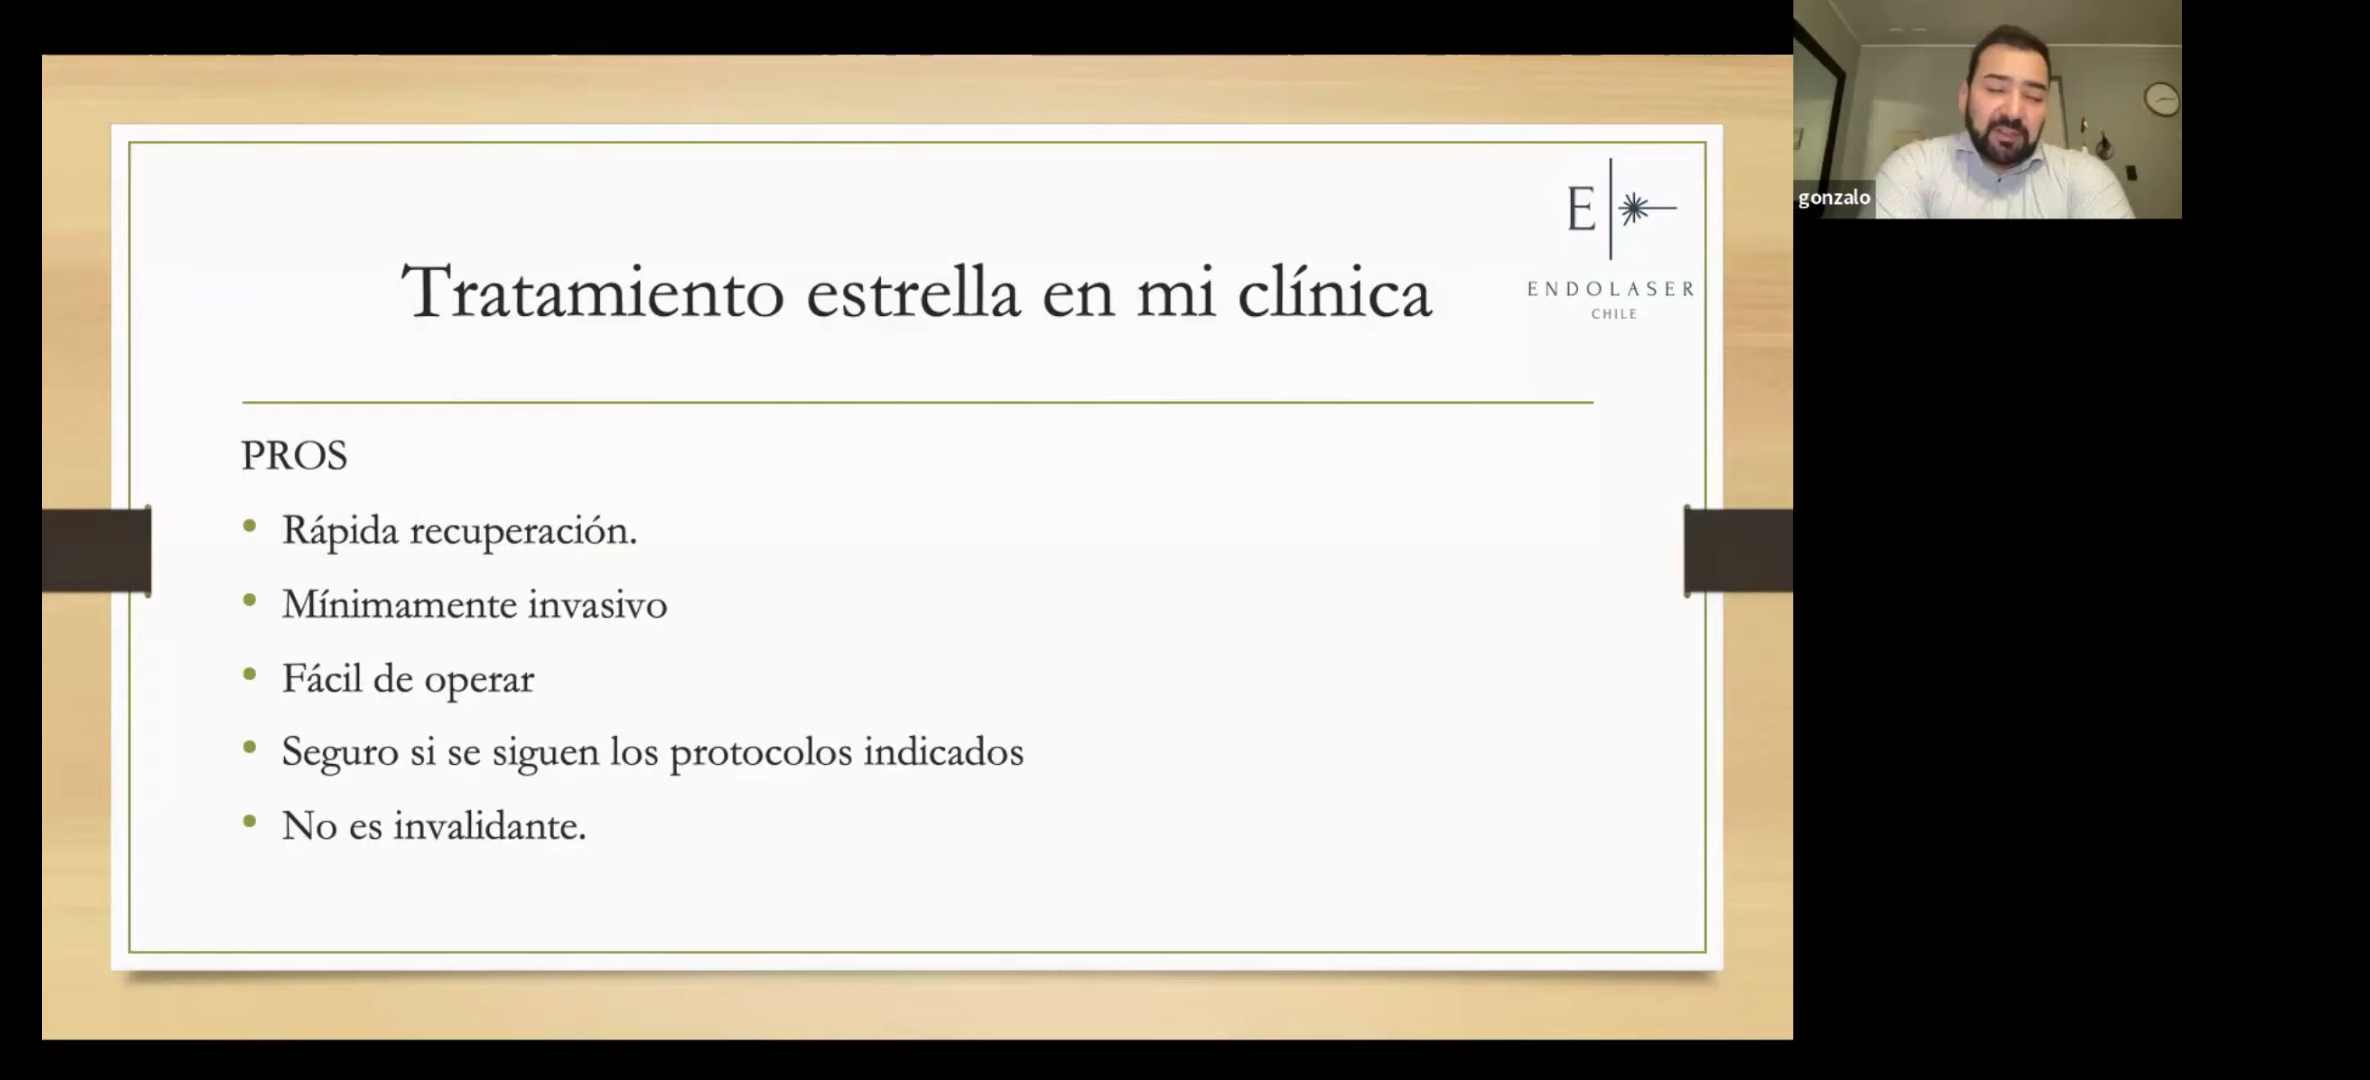 E
ENDOLASER
CHILE
Tratamiento estrella en mi clínica
PROS
• Rápida recuperación.
• Mínimamente invasivo
• Fácil de operar
• Seguro si se siguen los protocolos indicados
• No es invalidante.
gonzalo